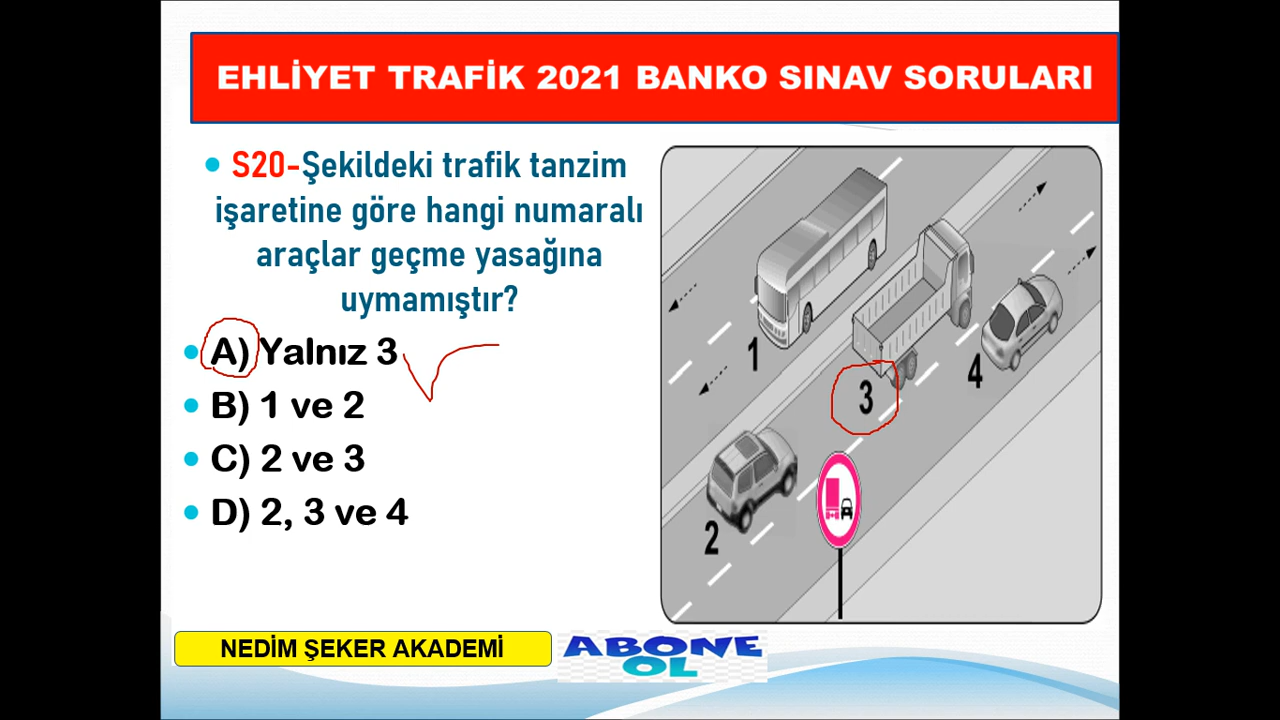 EHLİYET TRAFİK 2021 BANKO SINAV SORULARI
• S20-Şekildeki trafik tanzim
işaretine göre hangi numaralı
araçlar geçme yasağına
uymamıştır?
• A) Yalnız 3
• B) 1 ve 2
• C) 2 ve 3
• D) 2, 3 ve 4
1
3
4
2
NEDİM ŞEKER AKADEMİ
ABONE
OL